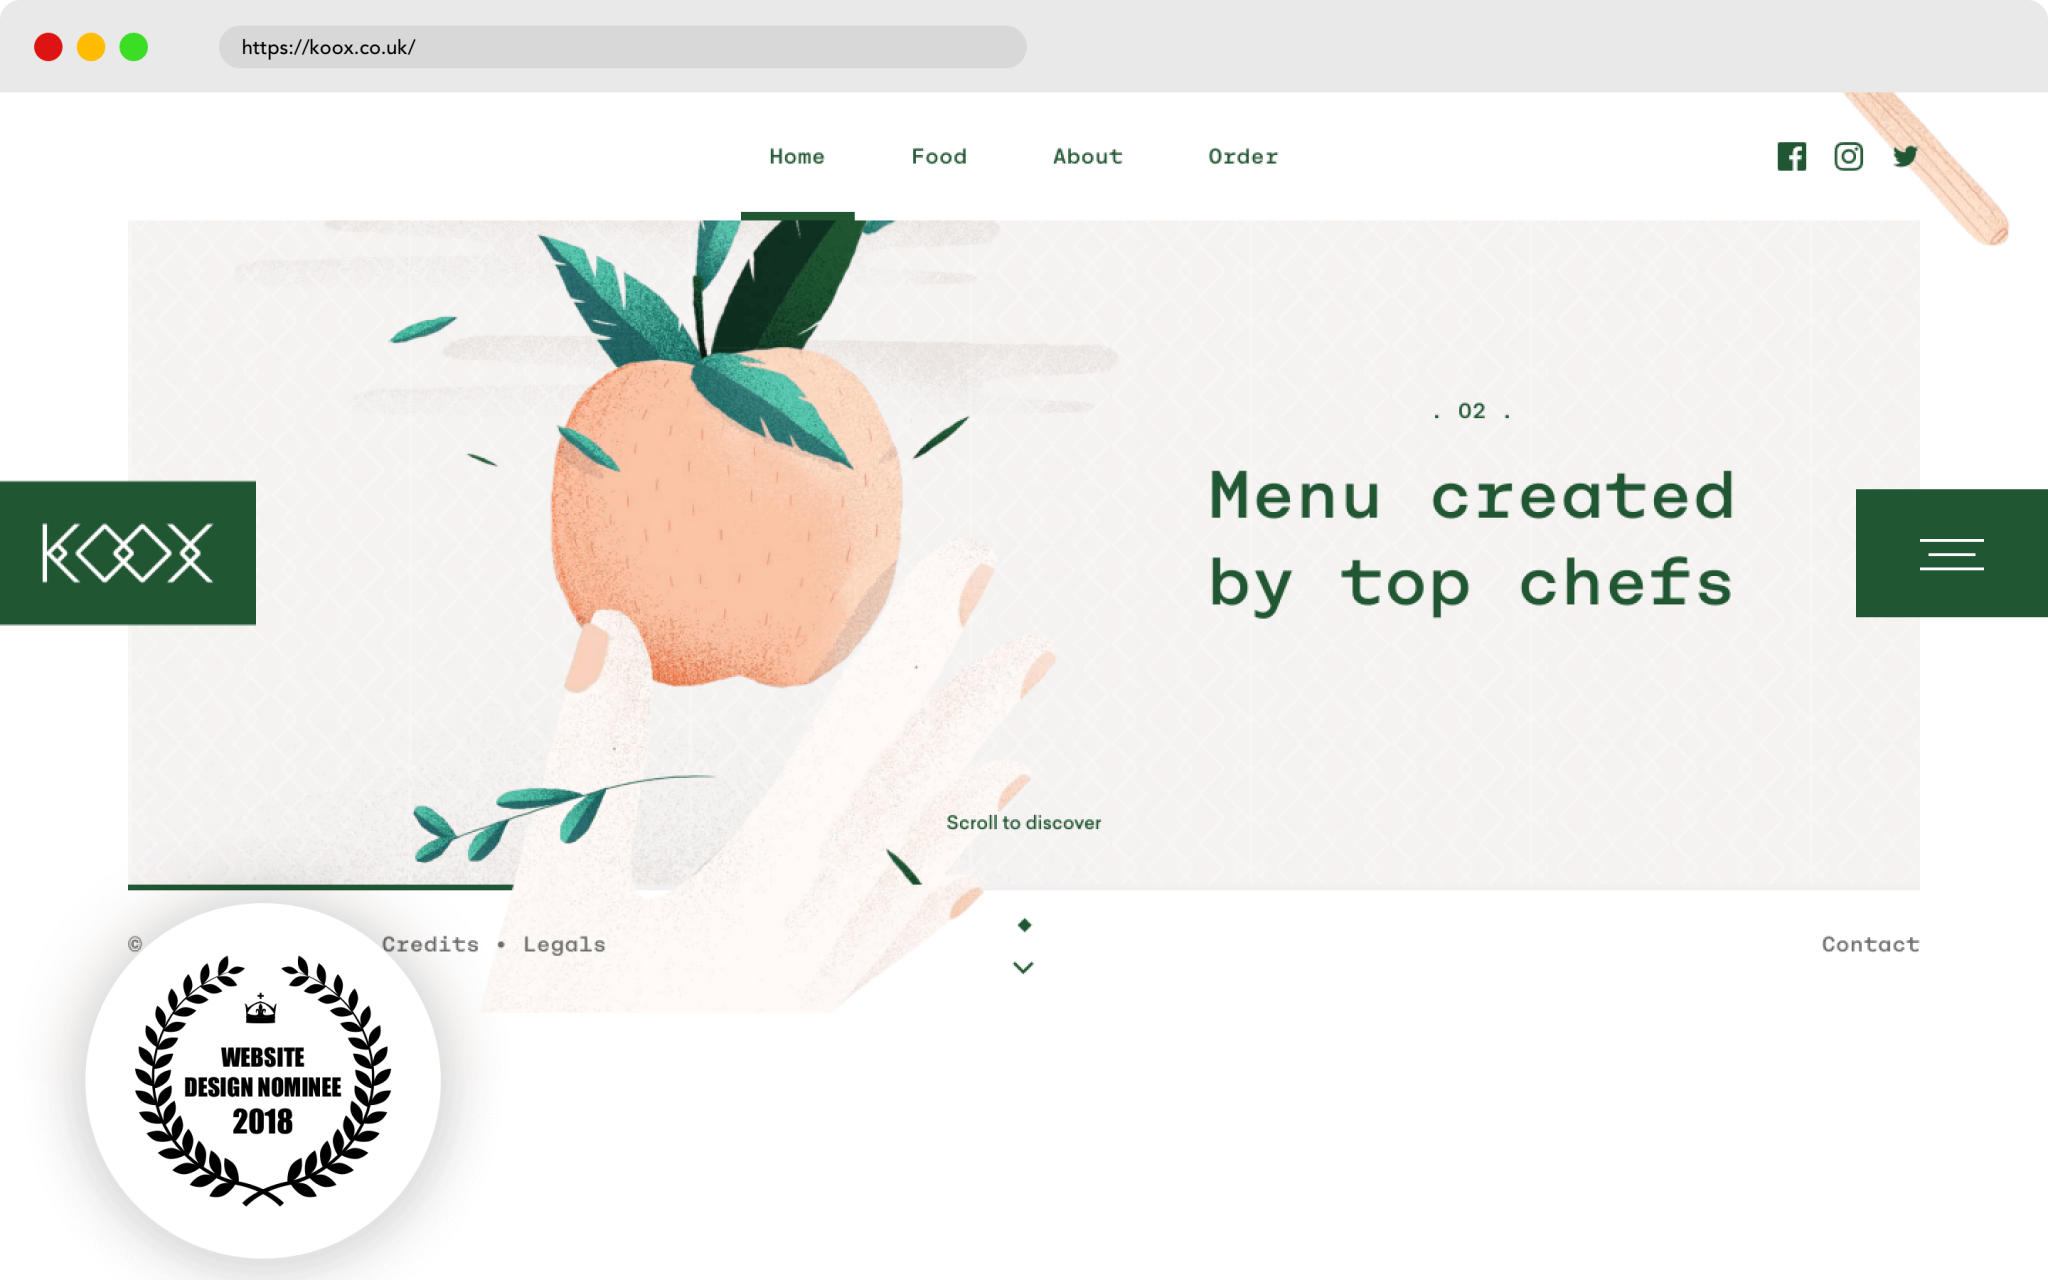 https://koox.co.uk/
Home Food About Order
. 02 .
Menu created
by top chefs
KOOX
Scroll to discover
© Credits • Legals
Contact
WEBSITE
DESIGN NOMINEE
2018